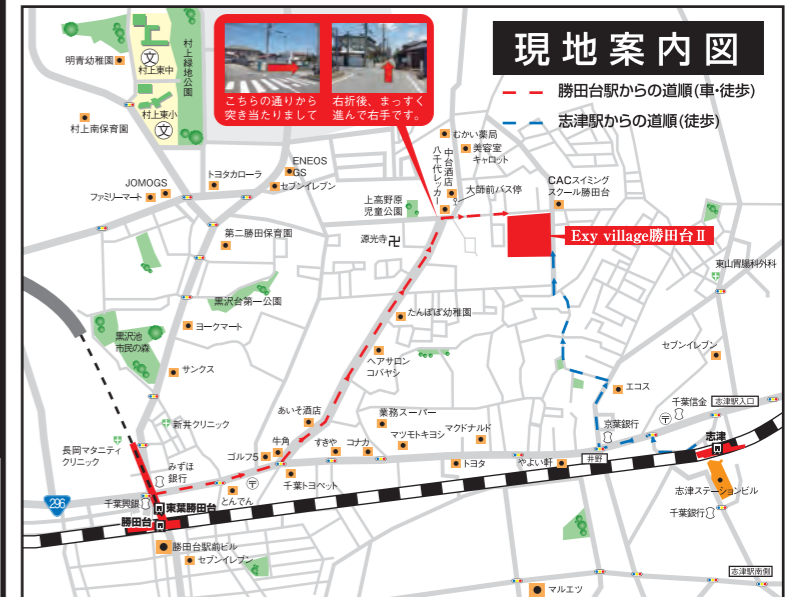 現地案内図
勝田台駅からの道順(車・徒歩)
志津駅からの道順(徒歩)
こちらの通りから
突き当たりまして
右折後、まっすぐ
進んで右手です。
明青幼稚園
文
村上東中
村上緑地公園
村上東小
文
村上南保育園
むかい薬局
美容室
キャロット
中台酒店
八千代レッカー
大師前バス停
ENEOS
GS
セブンイレブン
トヨタカローラ
JOMOGS
ファミリーマート
上高野原
児童公園
CACスイミング
スクール勝田台
第二勝田保育園
源光寺
卍
Exy village勝田台Ⅱ
東山胃腸科外科
黒沢台第一公園
たんぽぽ幼稚園
ヨークマート
黒沢池
市民の森
サンクス
ヘアサロン
コバヤシ
セブンイレブン
エコス
千葉信金
志津駅入口
あいそ酒店
業務スーパー
新井クリニック
マクドナルド
京葉銀行
〒
長岡マタニティ
クリニック
牛角
すきや
コナカ
マツモトキヨシ
志津
ゴルフ5
みずほ
銀行
トヨタ
やよい軒
井野
千葉トヨペット
〒
とんでん
志津ステーションビル
296
千葉興銀
東葉勝田台
勝田台
千葉銀行
勝田台駅前ビル
セブンイレブン
志津駅南側
マルエツ